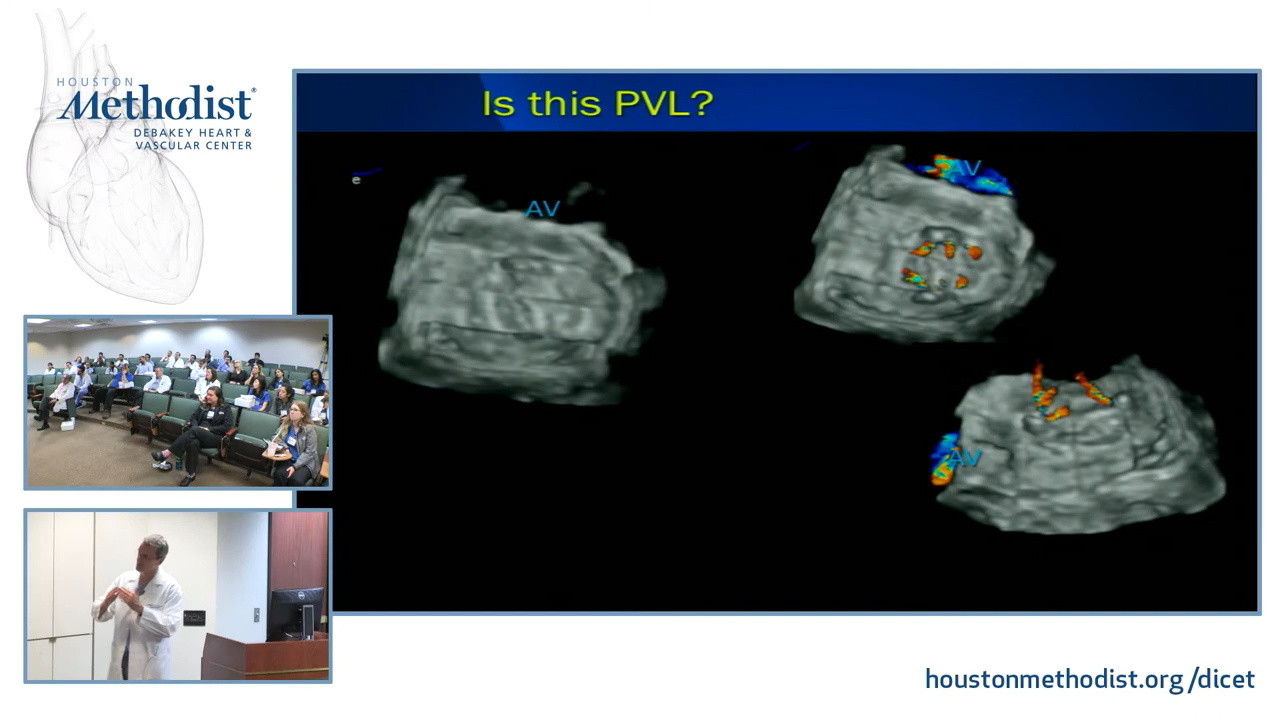 HOUSTON
Methodist®
DEBAKEY HEART &
VASCULAR CENTER
Is this PVL?
e
AV
AV
AV
houstonmethodist.org/dicet